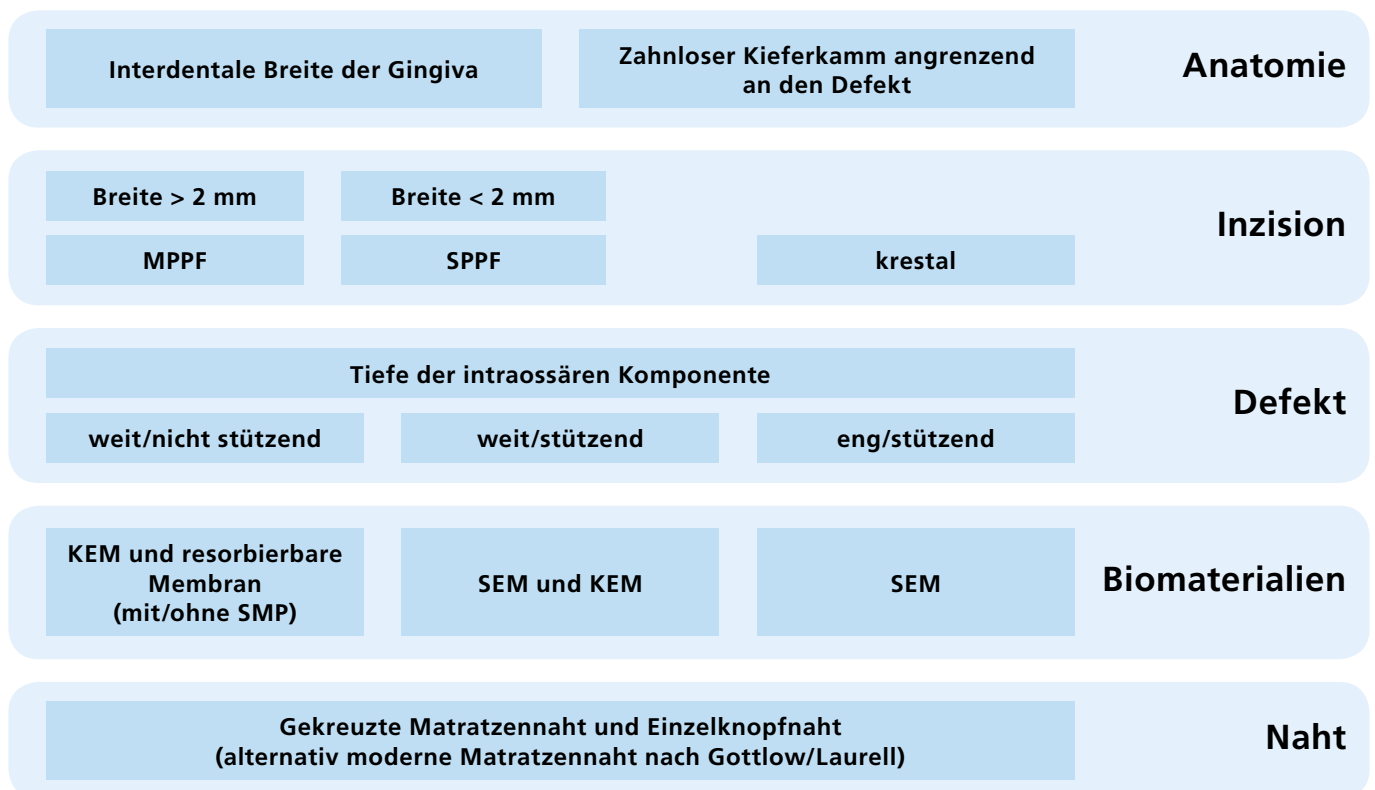 Interdentale Breite der Gingiva
Zahnloser Kieferkamm angrenzend
an den Defekt
Anatomie
Breite > 2 mm
Breite < 2 mm
MPPF
SPPF
krestal
Inzision
Tiefe der intraossären Komponente
weit/nicht stützend
weit/stützend
eng/stützend
Defekt
KEM und resorbierbare
Membran
(mit/ohne SMP)
SEM und KEM
SEM
Biomaterialien
Gekreuzte Matratzennaht und Einzelknopfnaht
(alternativ moderne Matratzennaht nach Gottlow/Laurell)
Naht